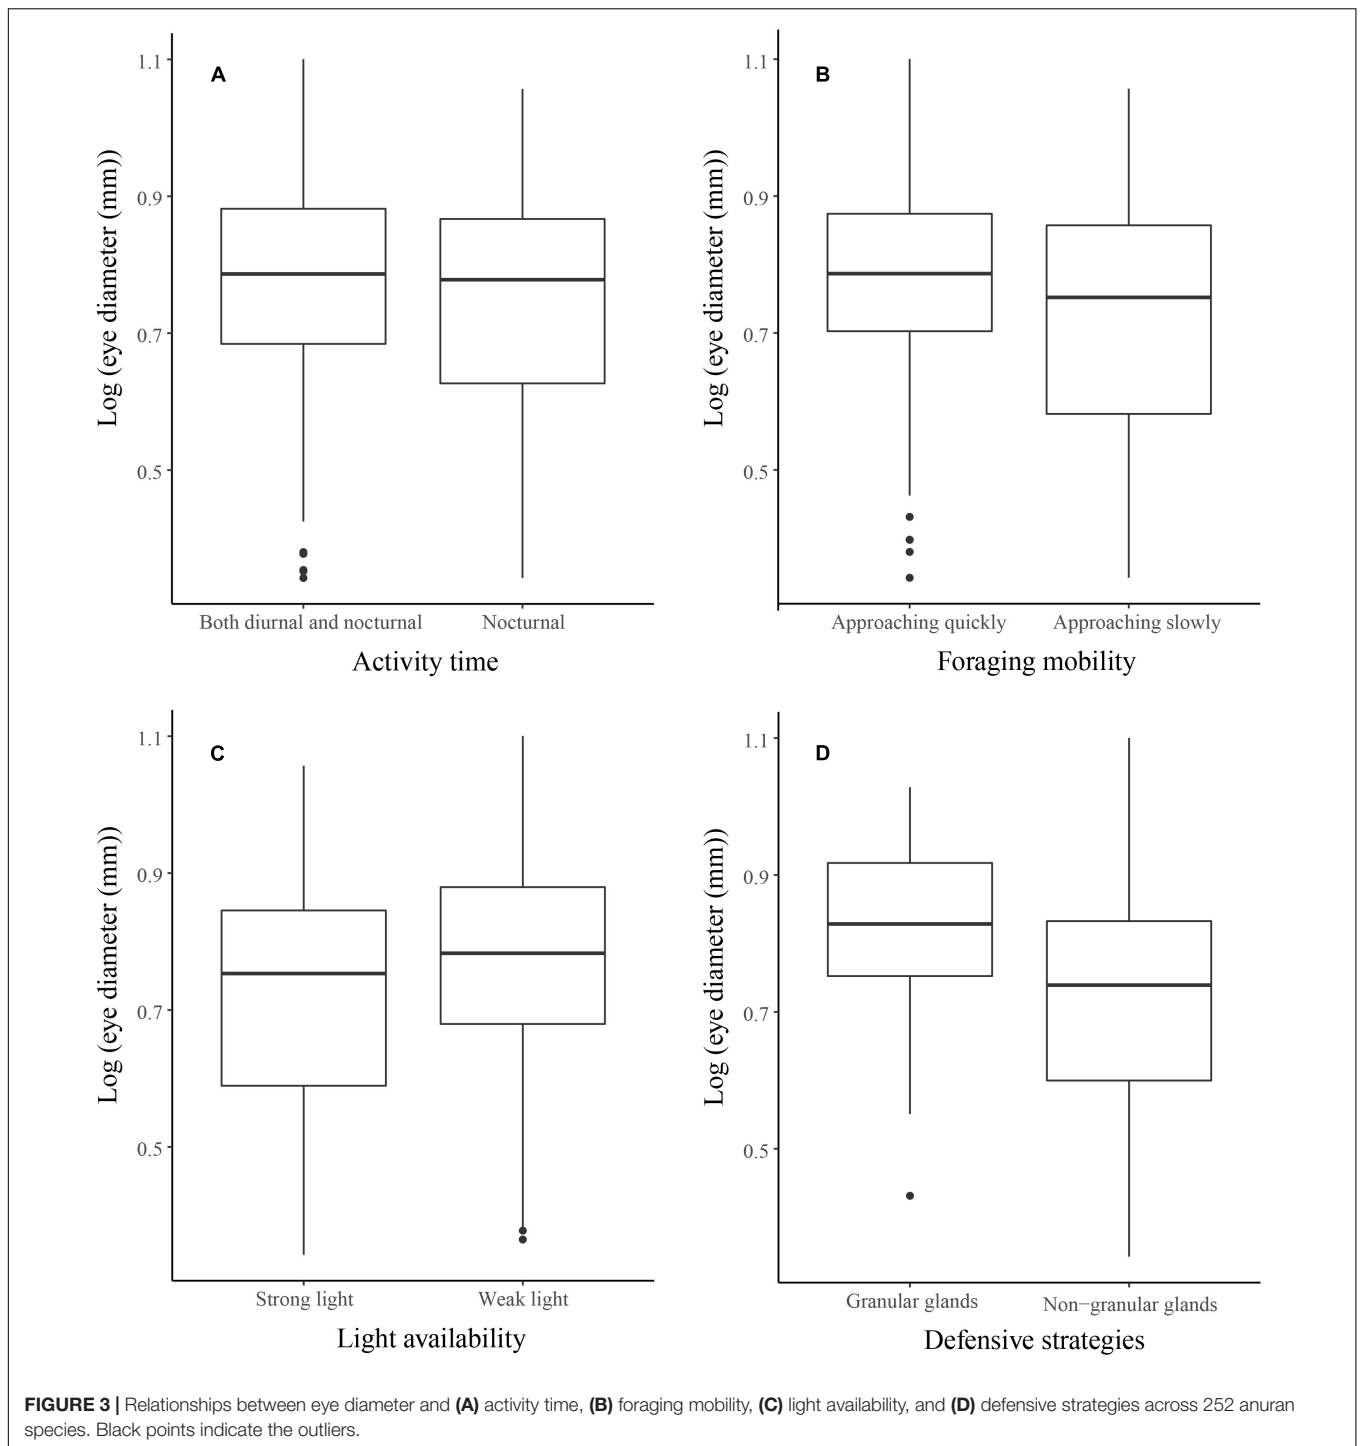 A
1.1
0.9
0.7
0.5
Log (eye diameter (mm))
Both diurnal and nocturnal
Nocturnal
Activity time
B
1.1
0.9
0.7
0.5
Log (eye diameter (mm))
Approaching quickly
Approaching slowly
Foraging mobility
C
1.1
0.9
0.7
0.5
Log (eye diameter (mm))
Strong light
Weak light
Light availability
D
1.1
0.9
0.7
0.5
Log (eye diameter (mm))
Granular glands
Non−granular glands
Defensive strategies
FIGURE 3 | Relationships between eye diameter and (A) activity time, (B) foraging mobility, (C) light availability, and (D) defensive strategies across 252 anuran
species. Black points indicate the outliers.